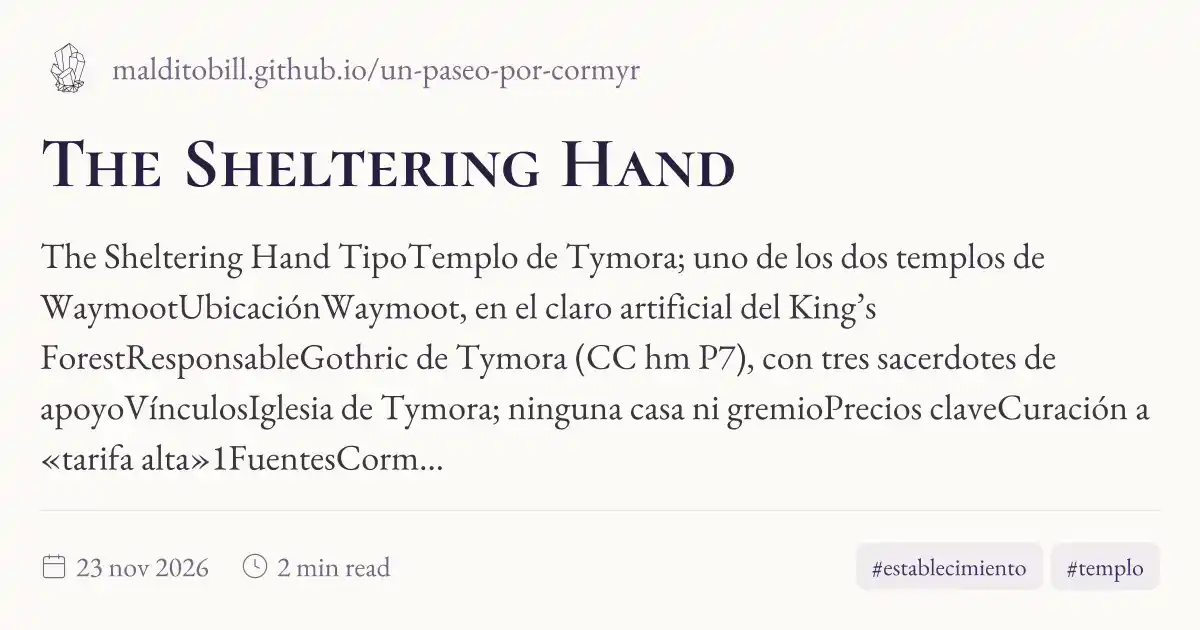 malditobill.github.io/un-paseo-por-cormyr
The Sheltering Hand
The Sheltering Hand TipoTemplo de Tymora; uno de los dos templos de
WaymootUbicaciónWaymoot, en el claro artificial del King’s
ForestResponsableGothric de Tymora (CC hm P7), con tres sacerdotes de
apoyoVínculosIglesia de Tymora; ninguna casa ni gremioPrecios claveCuración a
«tarifa alta»1FuentesCorm...
23 nov 2026 2 min read #establecimiento #templo